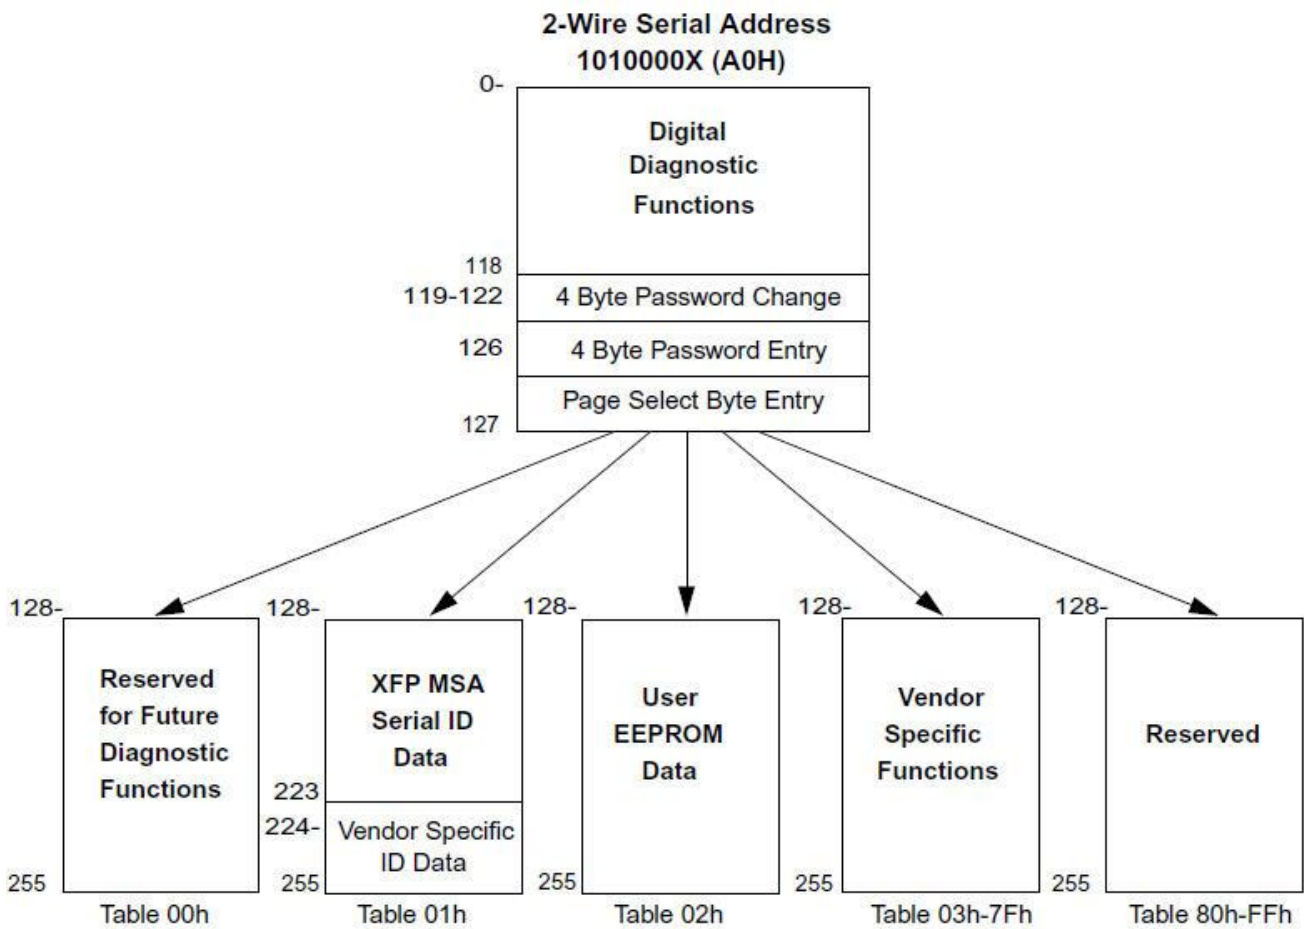 2-Wire Serial Address
1010000X (A0H)
0-
Digital
Diagnostic
Functions
118
119-122
4 Byte Password Change
126
4 Byte Password Entry
Page Select Byte Entry
127
128-
Reserved
for Future
Diagnostic
Functions
255
Table 00h
128-
XFP MSA
Serial ID
Data
223
224-
Vendor Specific
ID Data
255
Table 01h
128-
User
EEPROM
Data
255
Table 02h
128-
Vendor
Specific
Functions
255
Table 03h-7Fh
128-
Reserved
255
Table 80h-FFh